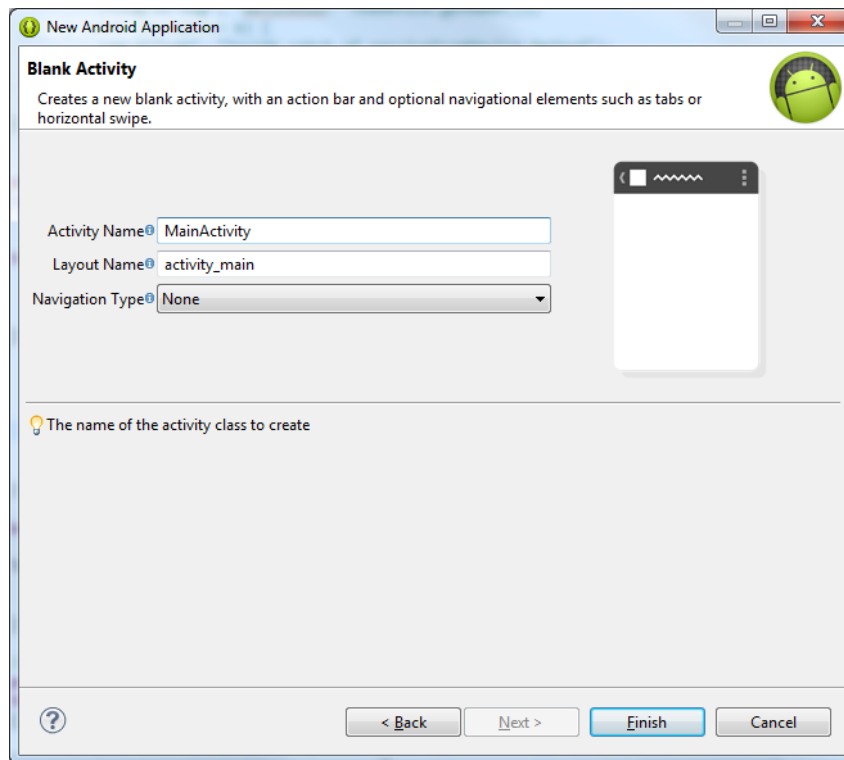 New Android Application
Blank Activity
Creates a new blank activity, with an action bar and optional navigational elements such as tabs or
horizontal swipe.
Activity Name MainActivity
Layout Name activity_main
Navigation Type None
The name of the activity class to create
< Back Next > Finish Cancel